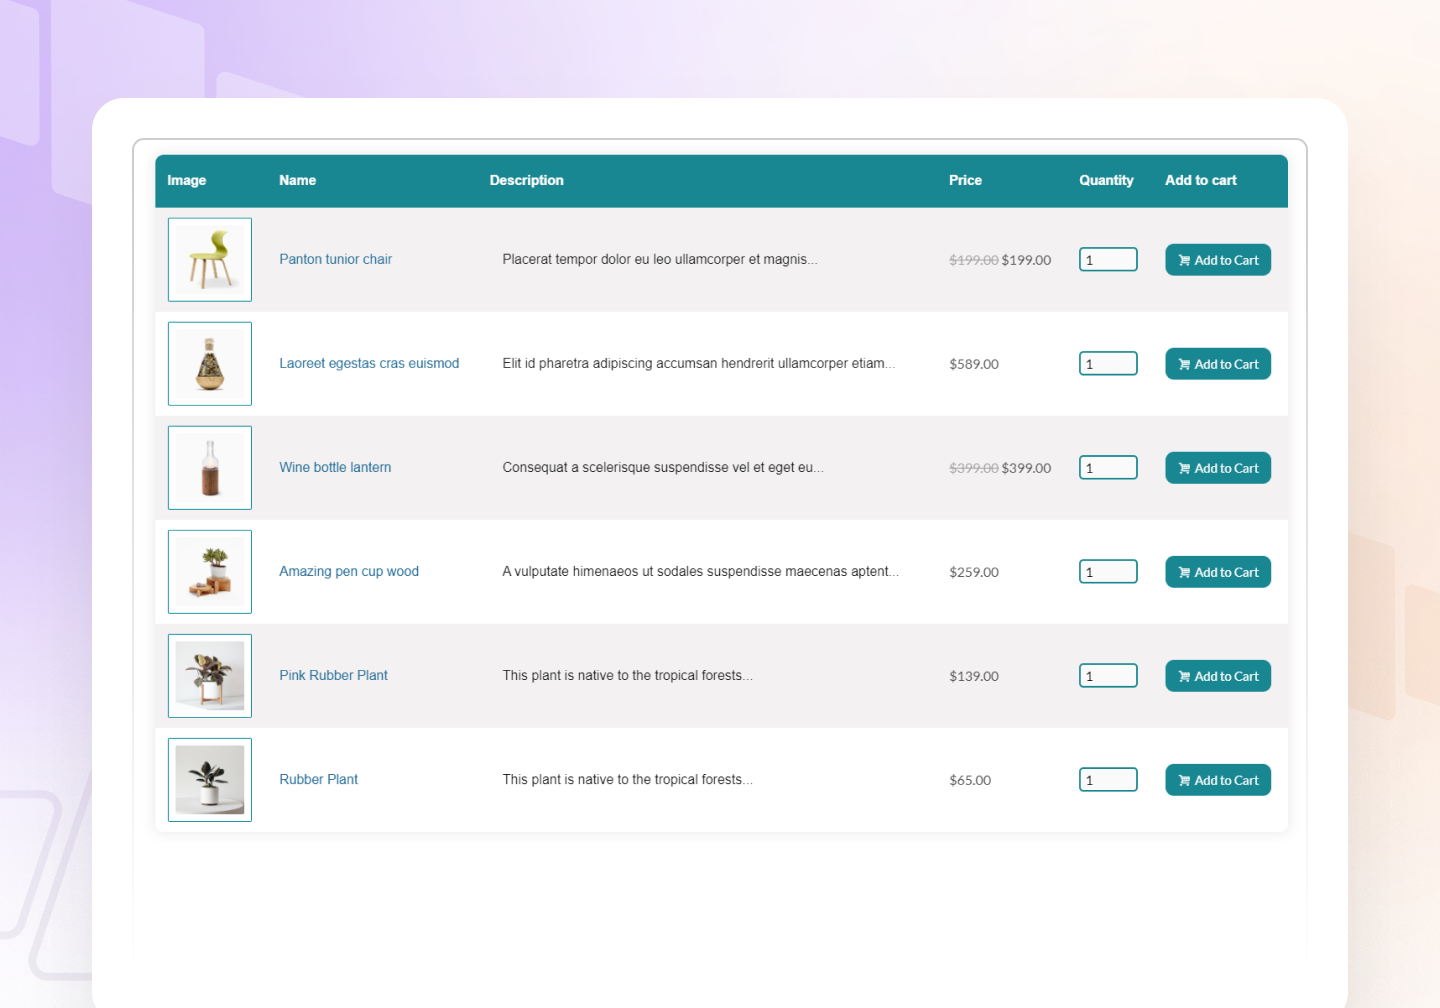 Image Name Description Price Quantity Add to cart
Panton tunior chair Placerat tempor dolor eu leo ullamcorper et magnis... $199.00 $199.00 1 Add to Cart
Laoreet egestas cras euismod Elit id pharetra adipiscing accumsan hendrerit ullamcorper etiam... $589.00 1 Add to Cart
Wine bottle lantern Consequat a scelerisque suspendisse vel et eget eu... $399.00 $399.00 1 Add to Cart
Amazing pen cup wood A vulputate himenaeos ut sodales suspendisse maecenas aptent... $259.00 1 Add to Cart
Pink Rubber Plant This plant is native to the tropical forests... $139.00 1 Add to Cart
Rubber Plant This plant is native to the tropical forests... $65.00 1 Add to Cart